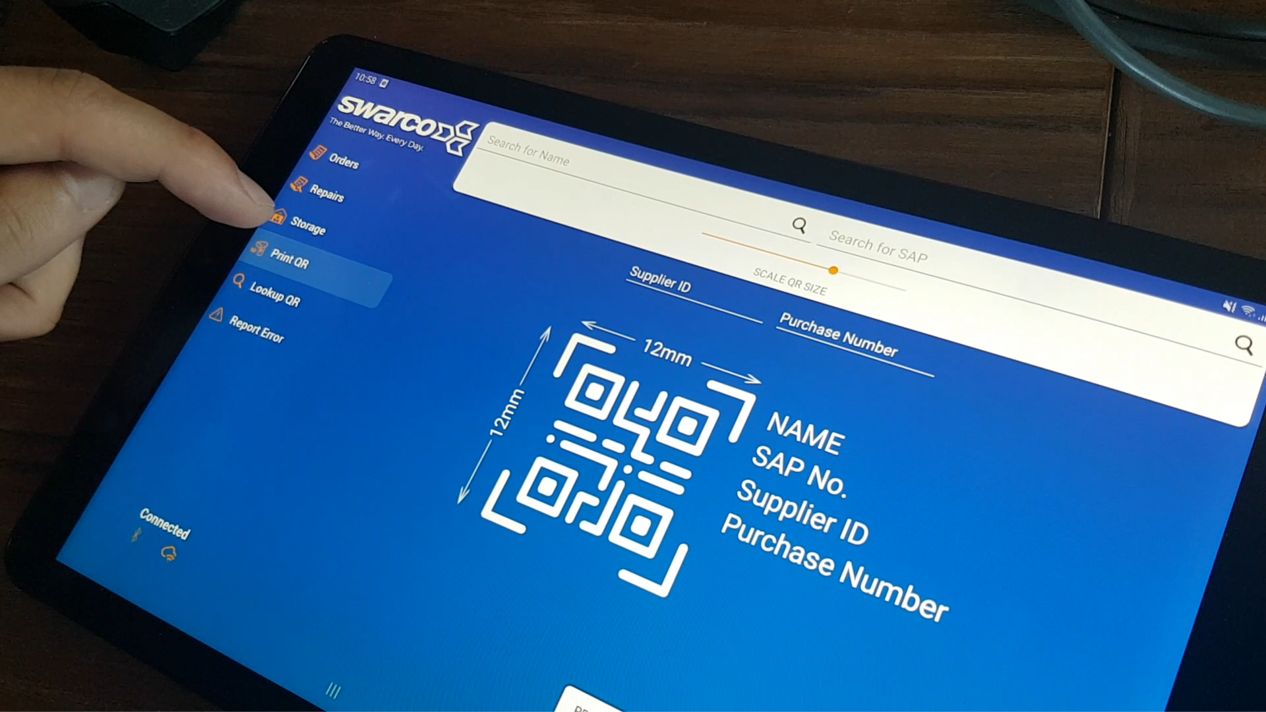 10:58
swarco
The Better Way. Every Day.
Orders
Repairs
Storage
Print QR
Lookup QR
Report Error
Connected
Search for Name
Search for SAP
SCALE QR SIZE
Supplier ID
Purchase Number
12mm
12mm
NAME
SAP No.
Supplier ID
Purchase Number